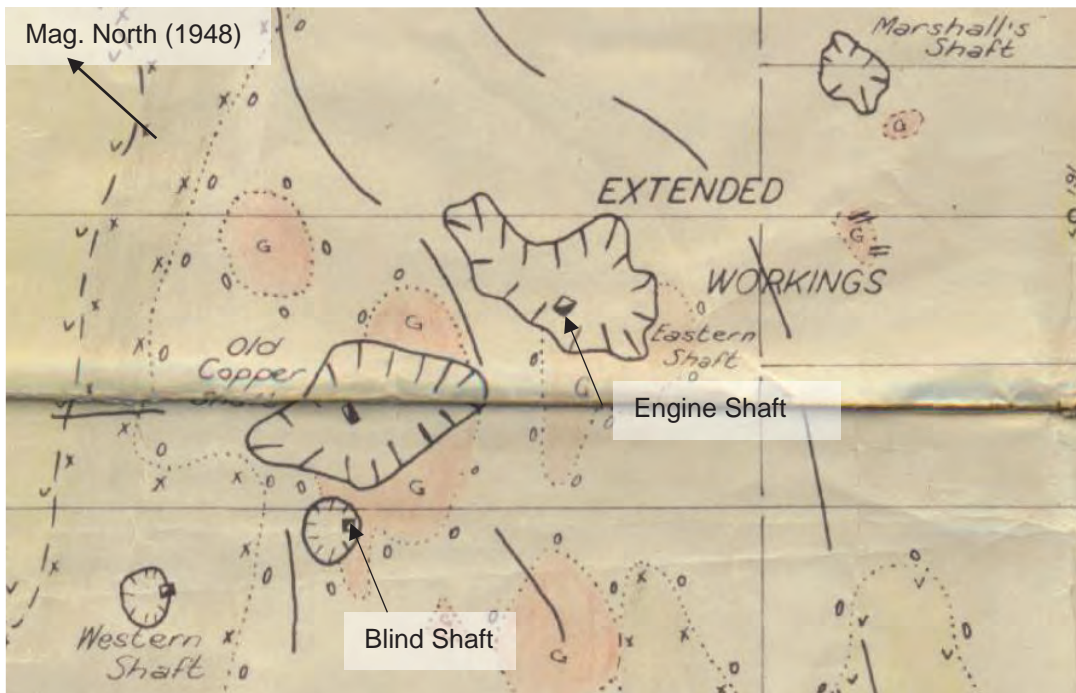 Mag. North (1948)
Marshall's
Shaft
G
EXTENDED
G
G
WORKINGS
G
Old
Copper
Eastern
Shaft
G
Engine Shaft
G
Western
Shaft
Blind Shaft
G